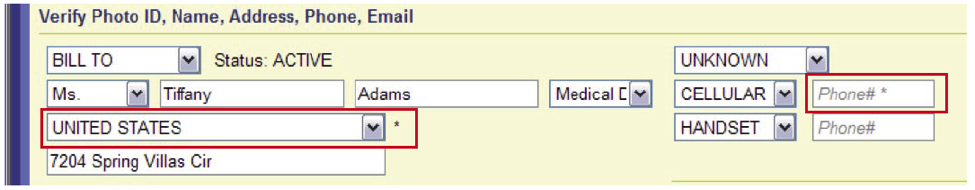 Verify Photo ID, Name, Address, Phone, Email
BILL TO Status: ACTIVE UNKNOWN
Ms. Tiffany Adams Medical D CELLULAR Phone# *
UNITED STATES * HANDSET Phone#
7204 Spring Villas Cir